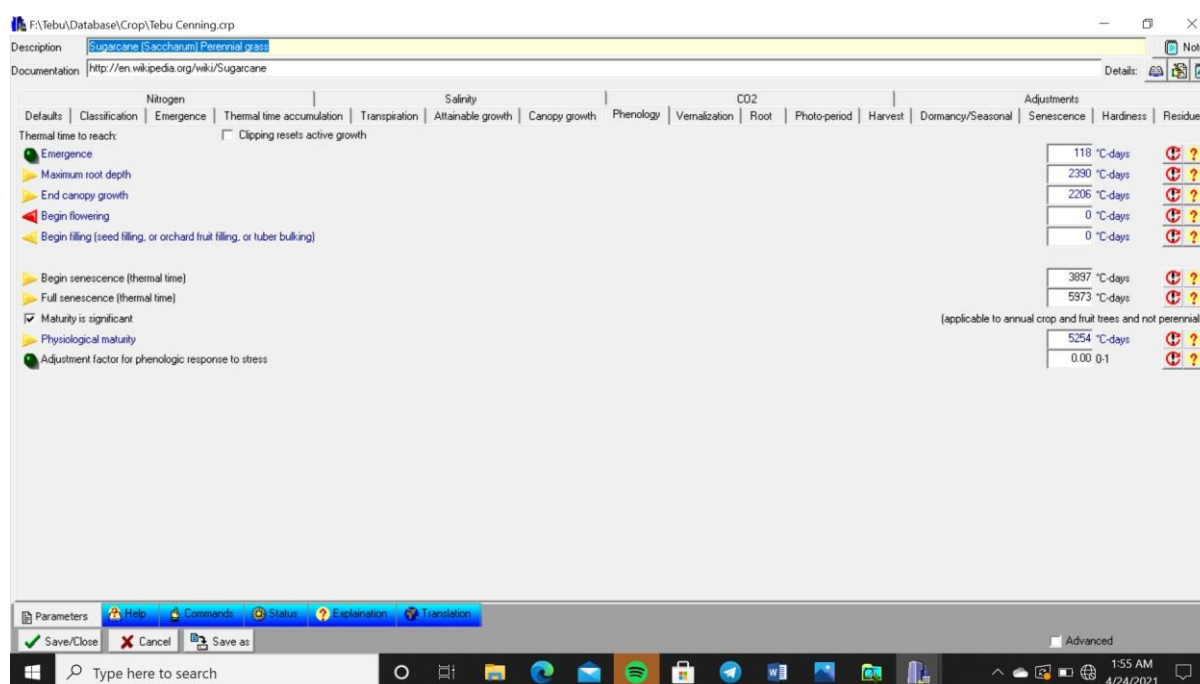 F:\Tebu\Database\Crop\Tebu Cenning.crp
Description Sugarcane (Saccharum) Perennial grass
Documentation http://en.wikipedia.org/wiki/Sugarcane Details:
Nitrogen Salinity CO2 Adjustments
Defaults Classification Emergence Thermal time accumulation Transpiration Attainable growth Canopy growth Phenology Vernalization Root Photo-period Harvest Dormancy/Seasonal Senescence Hardiness Residue
Thermal time to reach: Clipping resets active growth
Emergence 118 °C-days ?
Maximum root depth 2390 °C-days ?
End canopy growth 2206 °C-days ?
Begin flowering 0 °C-days ?
Begin filling (seed filling, or orchard fruit filling, or tuber bulking) 0 °C-days ?
Begin senescence (thermal time) 3897 °C-days ?
Full senescence (thermal time) 5973 °C-days ?
Maturity is significant (applicable to annual crop and fruit trees and not perennial
Physiological maturity 5254 °C-days ?
Adjustment factor for phenologic response to stress 0.00 0-1 ?
Parameters Help Commands Status Explaination Translation
Save/Close Cancel Save as Advanced
Type here to search 1:55 AM
4/24/2021